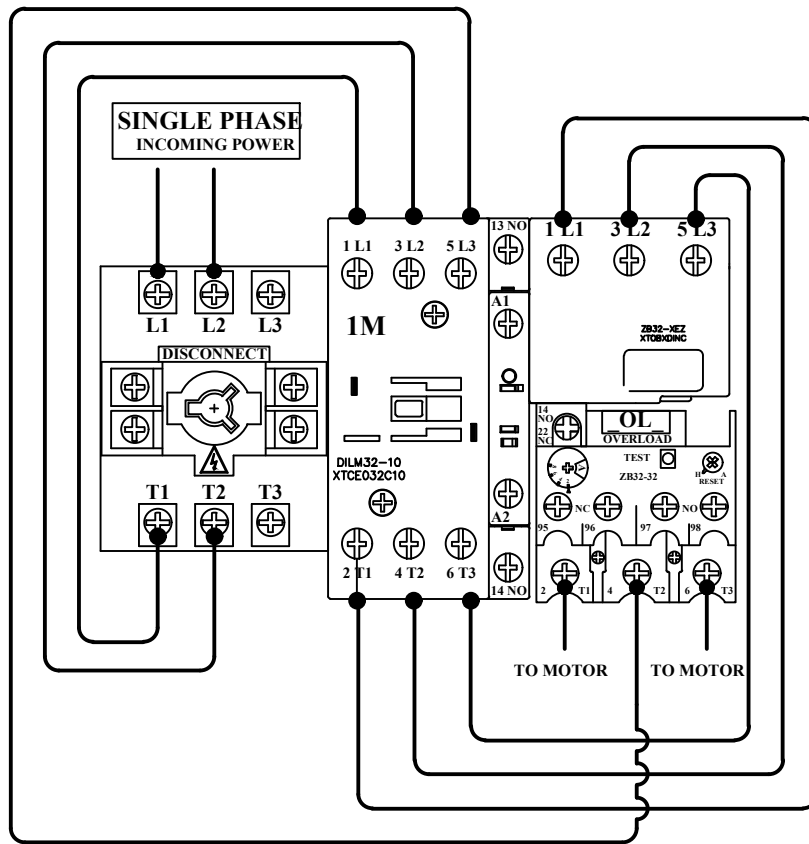 SINGLE PHASE
INCOMING POWER
1 L1 3 L2 5 L3
13 NO
1 L1 3 L2 5 L3
L1 L2 L3
A1
1M
ZB32-XEZ
XTOBXDINC
DISCONNECT
14
NO
22
NC
OL
OVERLOAD
TEST
ZB32-32
H A
RESET
DILM32-10
XTCE032C10
T1 T2 T3
A2
NC NO
95 96 97 98
2 T1 4 T2 6 T3
14 NO
2 T1 4 T2 6 T3
TO MOTOR TO MOTOR